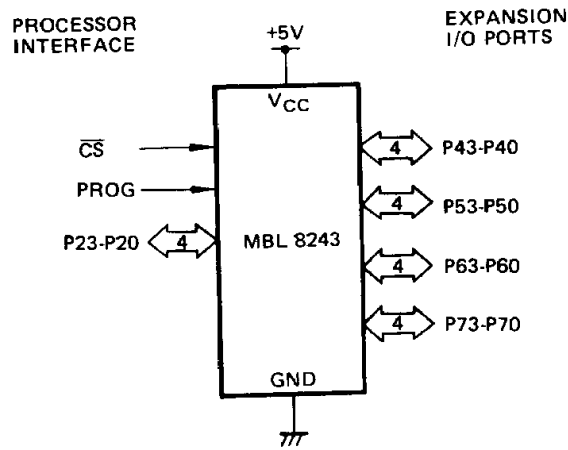 PROCESSOR
INTERFACE
EXPANSION
I/O PORTS
+5V
VCC
CS
PROG
P23-P20
4
MBL 8243
4
P43-P40
4
P53-P50
4
P63-P60
4
P73-P70
GND